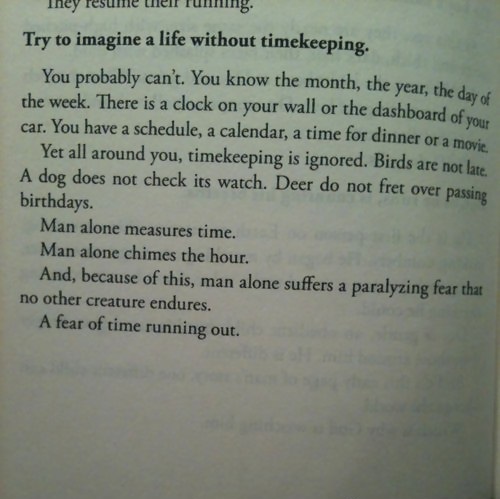 They resume their running.
Try to imagine a life without timekeeping.
You probably can't. You know the month, the year, the day of
the week. There is a clock on your wall or the dashboard of your
car. You have a schedule, a calendar, a time for dinner or a movie.
Yet all around you, timekeeping is ignored. Birds are not late.
A dog does not check its watch. Deer do not fret over passing
birthdays.
Man alone measures time.
Man alone chimes the hour.
And, because of this, man alone suffers a paralyzing fear that
no other creature endures.
A fear of time running out.